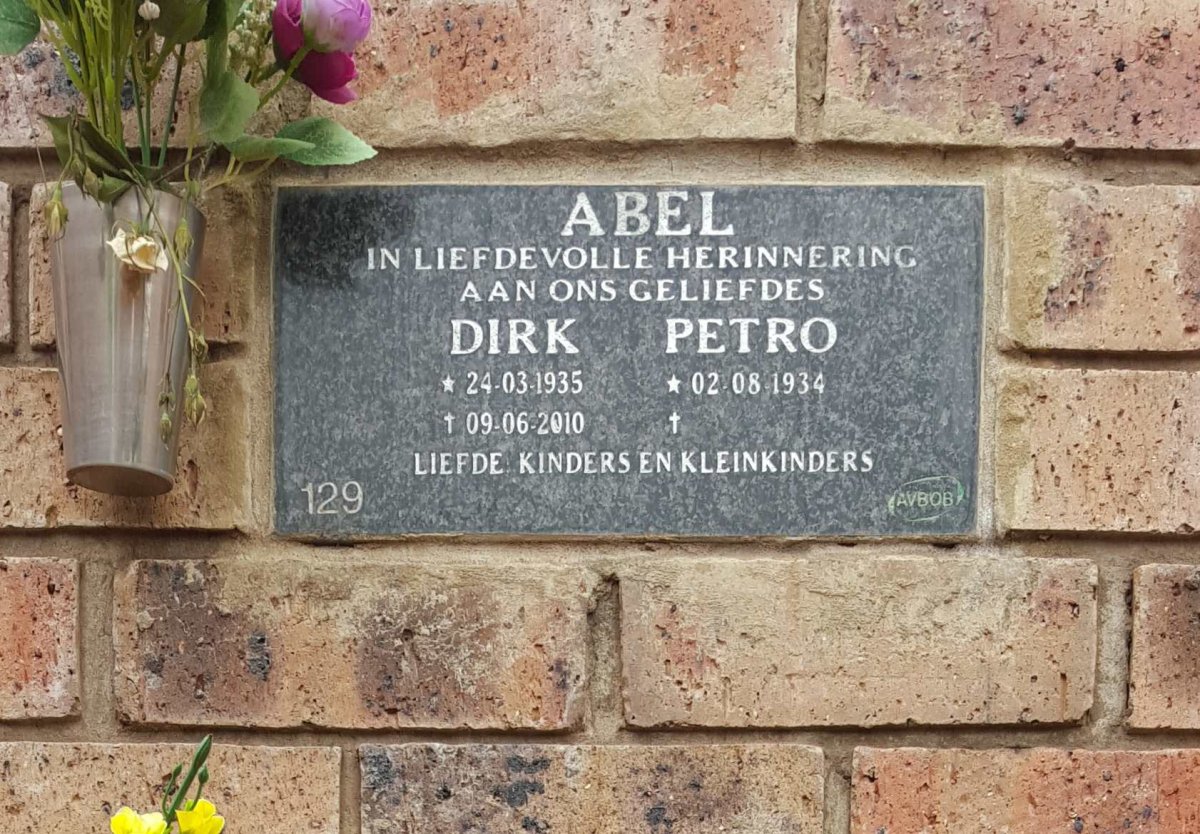 ABEL
IN LIEFDEVOLLE HERINNERING
AAN ONS GELIEFDES
DIRK PETRO
★ 24-03-1935 ★ 02-08-1934
† 09-06-2010 †
LIEFDE: KINDERS EN KLEINKINDERS
129 AVBOB